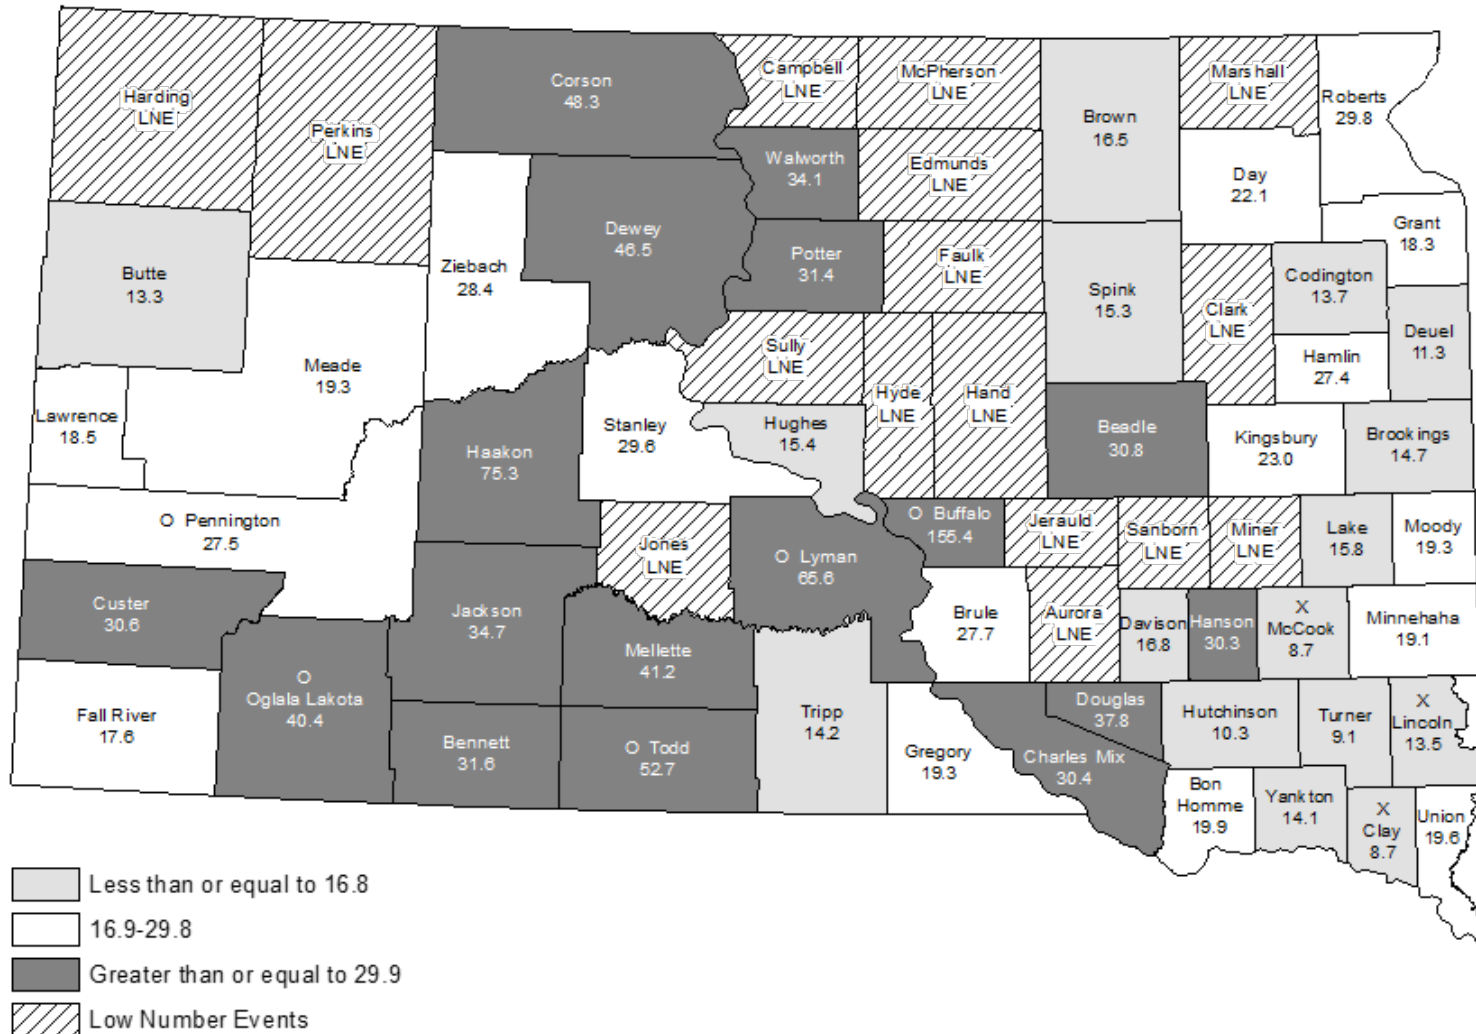 Harding
LNE
Perkins
LNE
Corson
48.3
Campbell
LNE
McPherson
LNE
Brown
16.5
Marshall
LNE
Roberts
29.8
Walworth
34.1
Edmunds
LNE
Day
22.1
Grant
18.3
Butte
13.3
Ziebach
28.4
Dewey
46.5
Potter
31.4
Faulk
LNE
Spink
15.3
Clark
LNE
Codington
13.7
Deuel
11.3
Meade
19.3
Sully
LNE
Hyde
LNE
Hand
LNE
Hamlin
27.4
Lawrence
18.5
Haakon
75.3
Stanley
29.6
Hughes
15.4
Beadle
30.8
Kingsbury
23.0
Brookings
14.7
O Pennington
27.5
Jones
LNE
O Lyman
65.6
O Buffalo
155.4
Jerauld
LNE
Sanborn
LNE
Miner
LNE
Lake
15.8
Moody
19.3
Custer
30.6
Jackson
34.7
Mellette
41.2
Brule
27.7
Aurora
LNE
Davison
16.8
Hanson
30.3
X
McCook
8.7
Minnehaha
19.1
Fall River
17.6
O
Oglala Lakota
40.4
Bennett
31.6
O Todd
52.7
Tripp
14.2
Gregory
19.3
Charles Mix
30.4
Douglas
37.8
Hutchinson
10.3
Turner
9.1
X
Lincoln
13.5
Bon
Homme
19.9
Yankton
14.1
X
Clay
8.7
Union
19.6
Less than or equal to 16.8
16.9-29.8
Greater than or equal to 29.9
Low Number Events